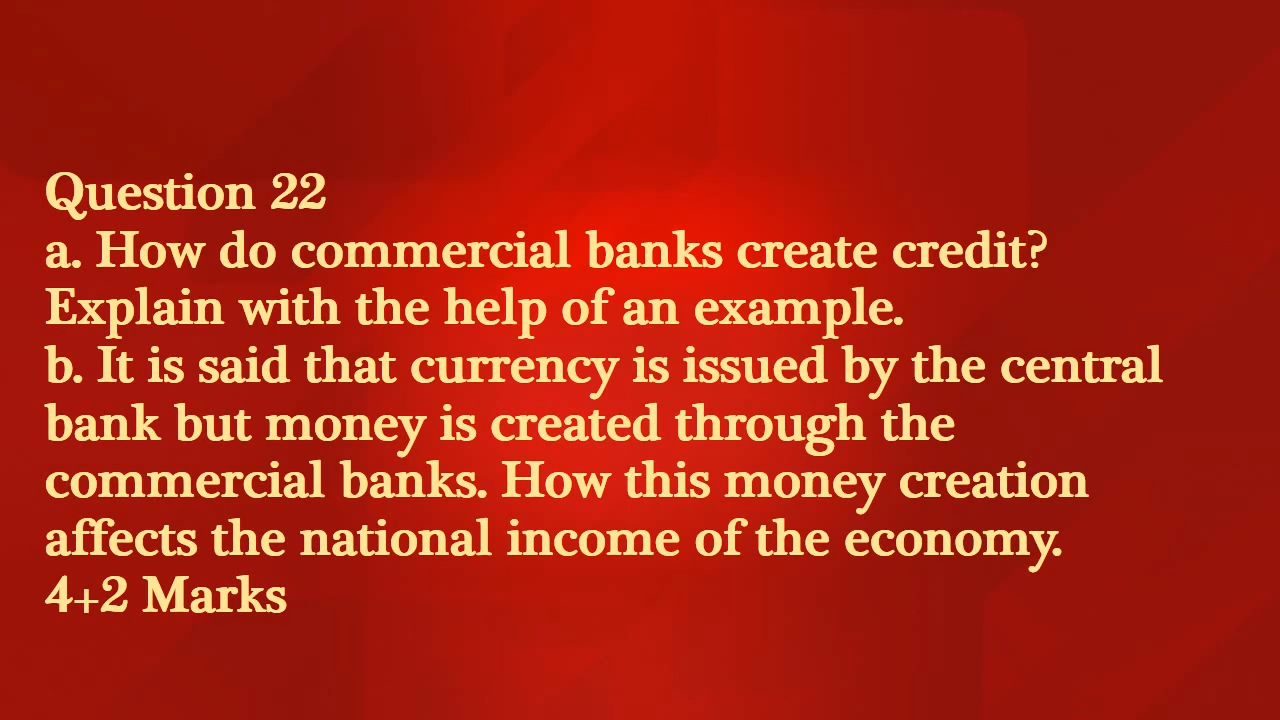 Question 22
a. How do commercial banks create credit?
Explain with the help of an example.
b. It is said that currency is issued by the central
bank but money is created through the
commercial banks. How this money creation
affects the national income of the economy.
4+2 Marks